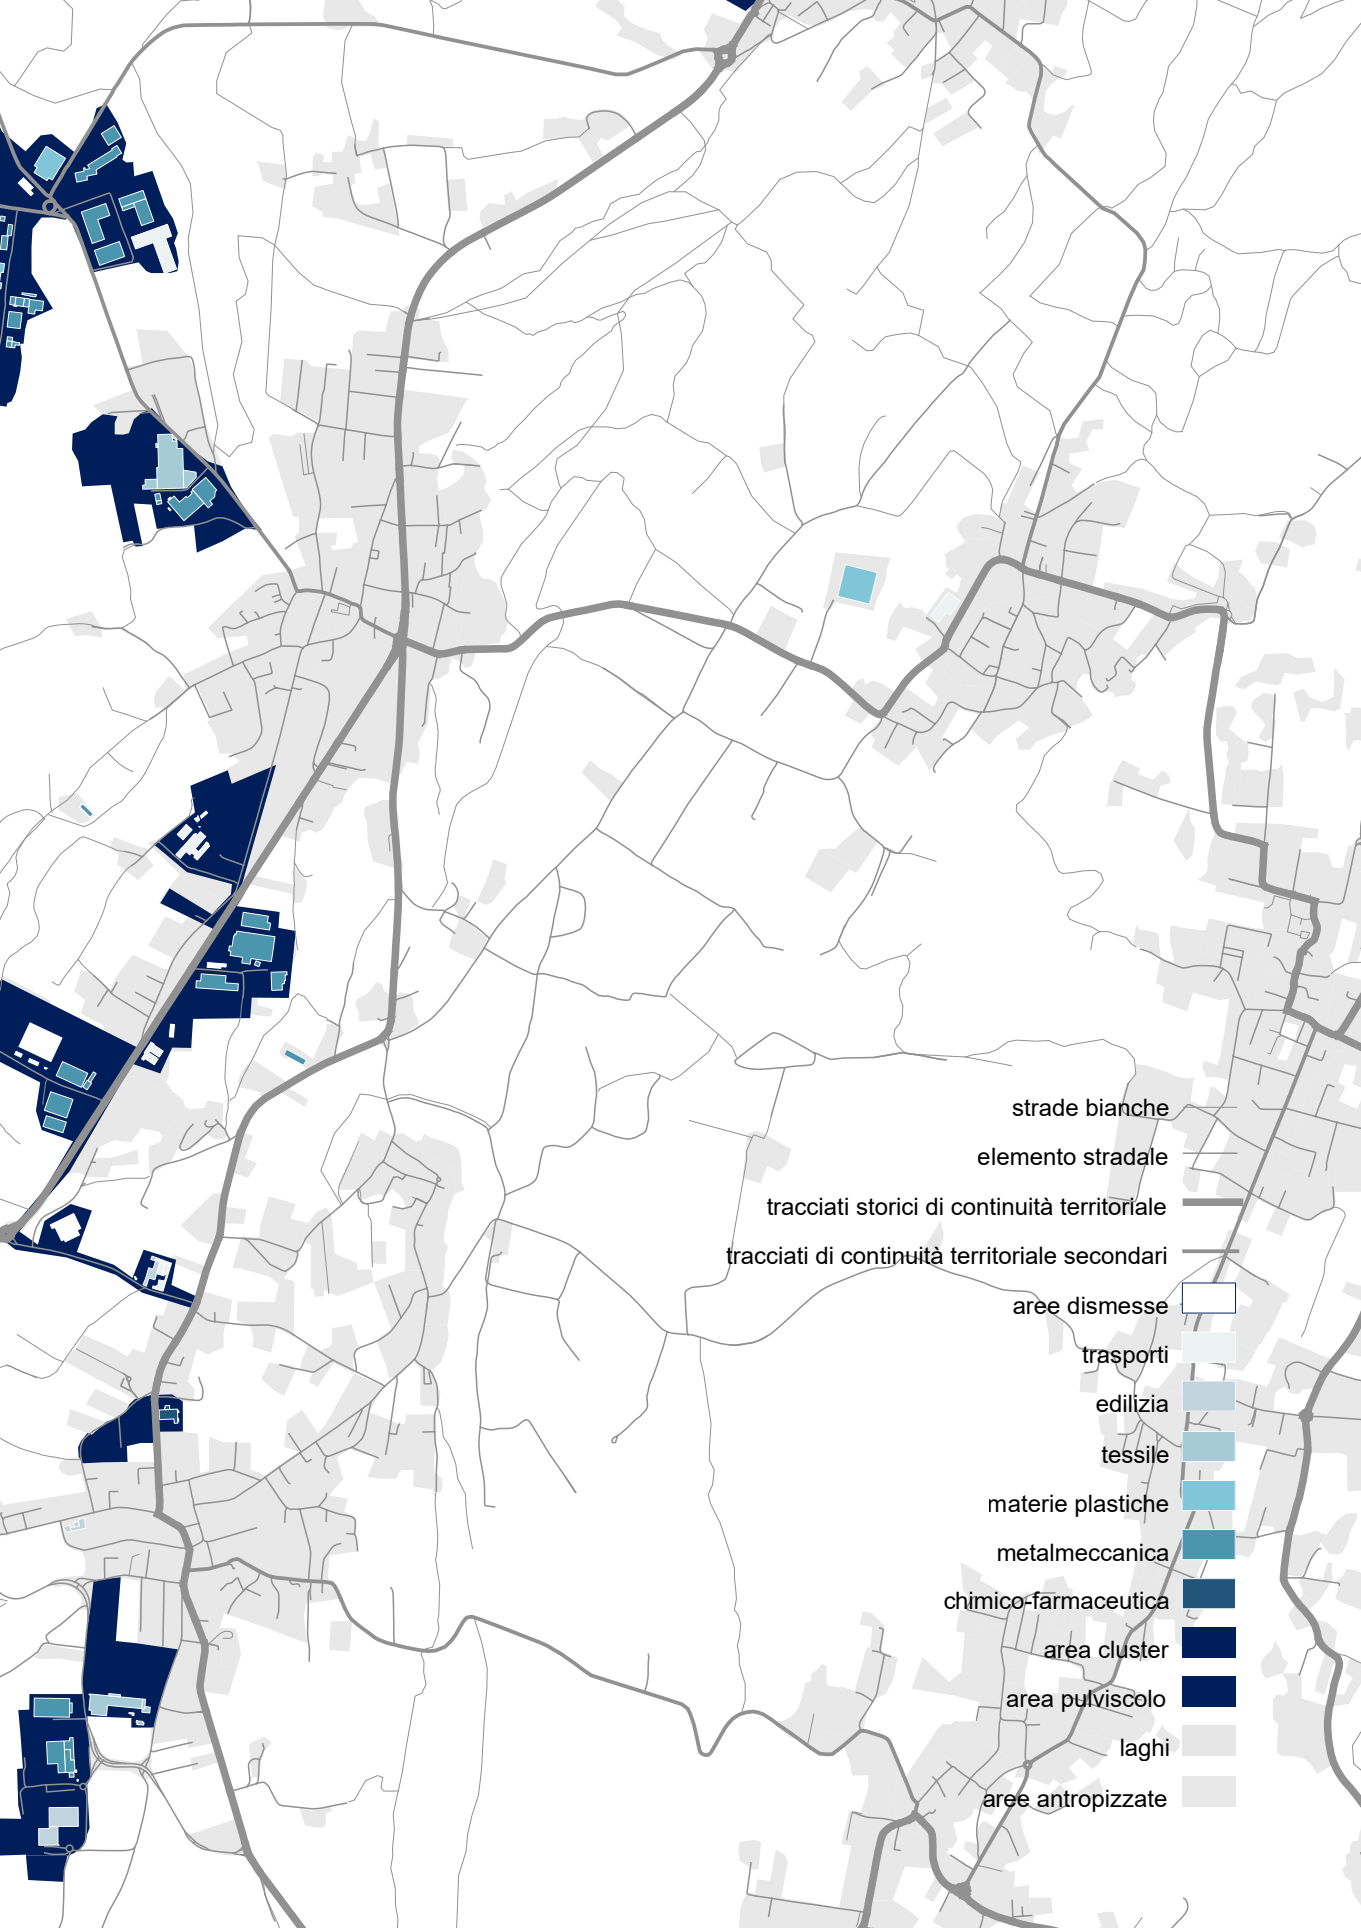 strade bianche
elemento stradale
tracciati storici di continuità territoriale
tracciati di continuità territoriale secondari
aree dismesse
trasporti
edilizia
tessile
materie plastiche
metalmeccanica
chimico-farmaceutica
area cluster
area pulviscolo
laghi
aree antropizzate